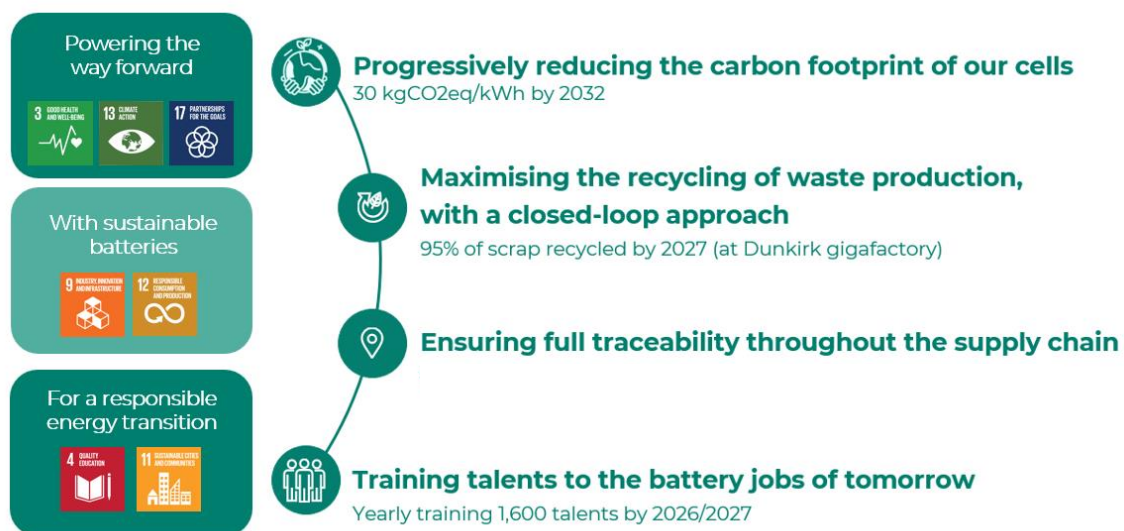 Powering the
way forward
3 GOOD HEALTH
AND WELL-BEING
13 CLIMATE
ACTION
17 PARTNERSHIPS
FOR THE GOALS
With sustainable
batteries
9 INDUSTRY, INNOVATION
AND INFRASTRUCTURE
12 RESPONSIBLE
CONSUMPTION
AND PRODUCTION
For a responsible
energy transition
4 QUALITY
EDUCATION
11 SUSTAINABLE CITIES
AND COMMUNITIES
Progressively reducing the carbon footprint of our cells
30 kgCO2eq/kWh by 2032
Maximising the recycling of waste production,
with a closed-loop approach
95% of scrap recycled by 2027 (at Dunkirk gigafactory)
Ensuring full traceability throughout the supply chain
Training talents to the battery jobs of tomorrow
Yearly training 1,600 talents by 2026/2027